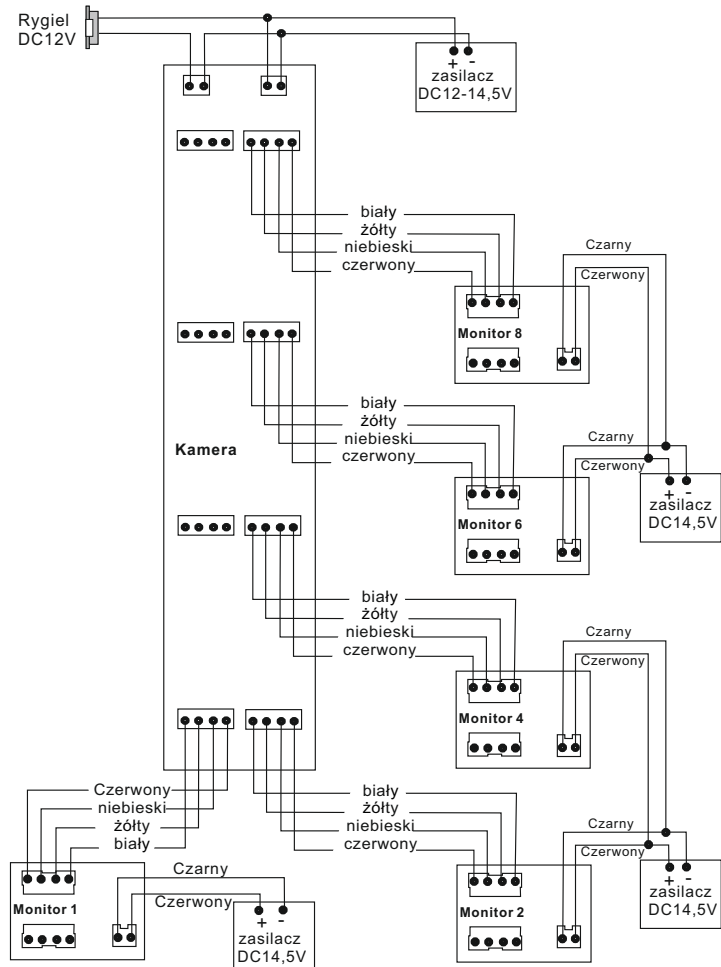 Rygiel
DC12V
+ -
zasilacz
DC12-14,5V
biały
żółty
niebieski
czerwony
Czarny
Czerwony
Monitor 8
biały
żółty
niebieski
czerwony
Czarny
Czerwony
Kamera
Monitor 6
+ -
zasilacz
DC14,5V
biały
żółty
niebieski
czerwony
Czarny
Czerwony
Monitor 4
Czerwony
niebieski
żółty
biały
biały
żółty
niebieski
czerwony
Czarny
Czerwony
Monitor 1
Czarny
Czerwony
+ -
zasilacz
DC14,5V
Monitor 2
+ -
zasilacz
DC14,5V